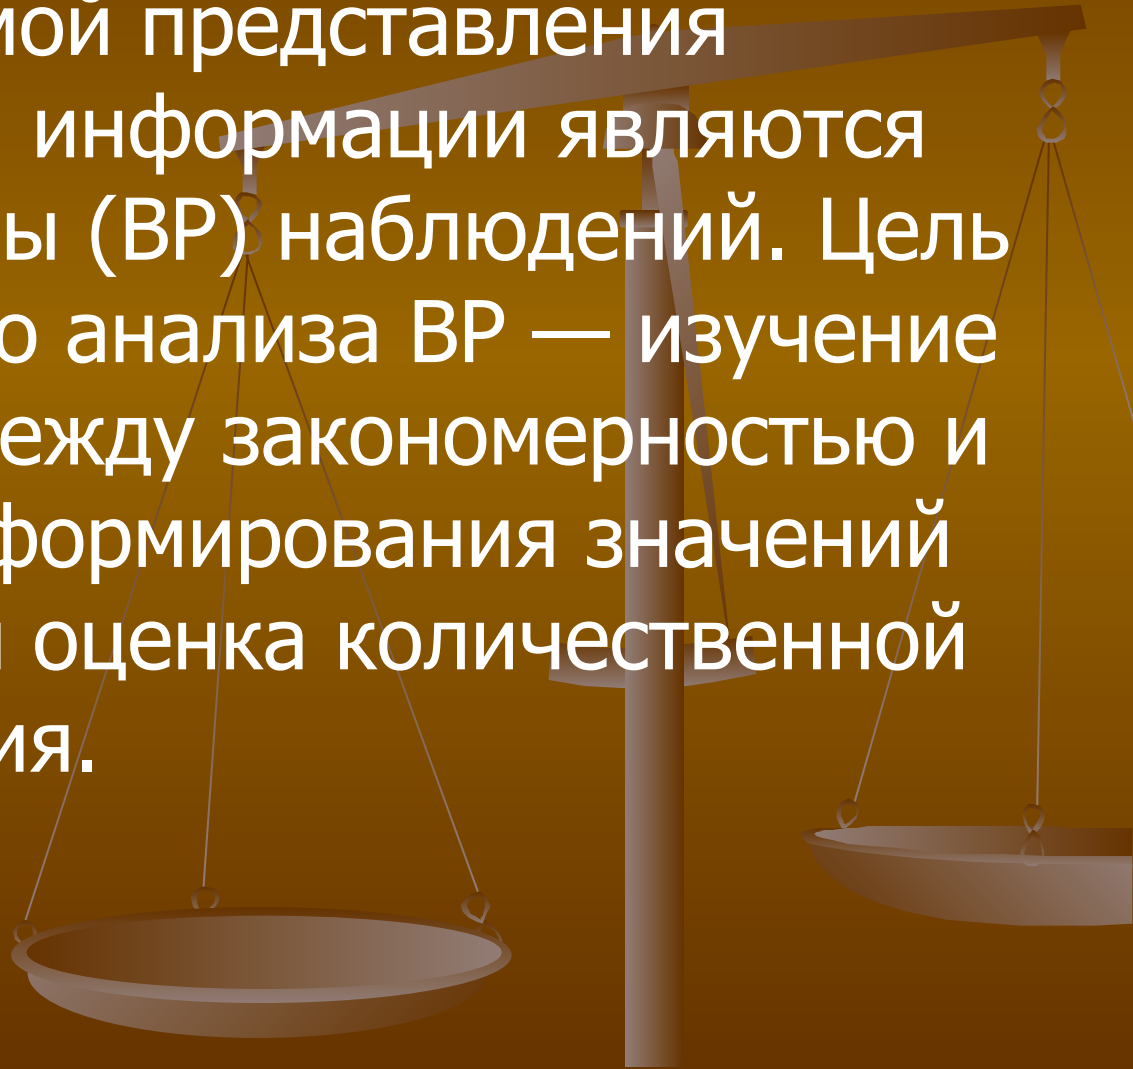 мой представления
информации являются
ы (ВР) наблюдений. Цель
о анализа ВР — изучение
ежду закономерностью и
формирования значений
оценка количественной
ия.